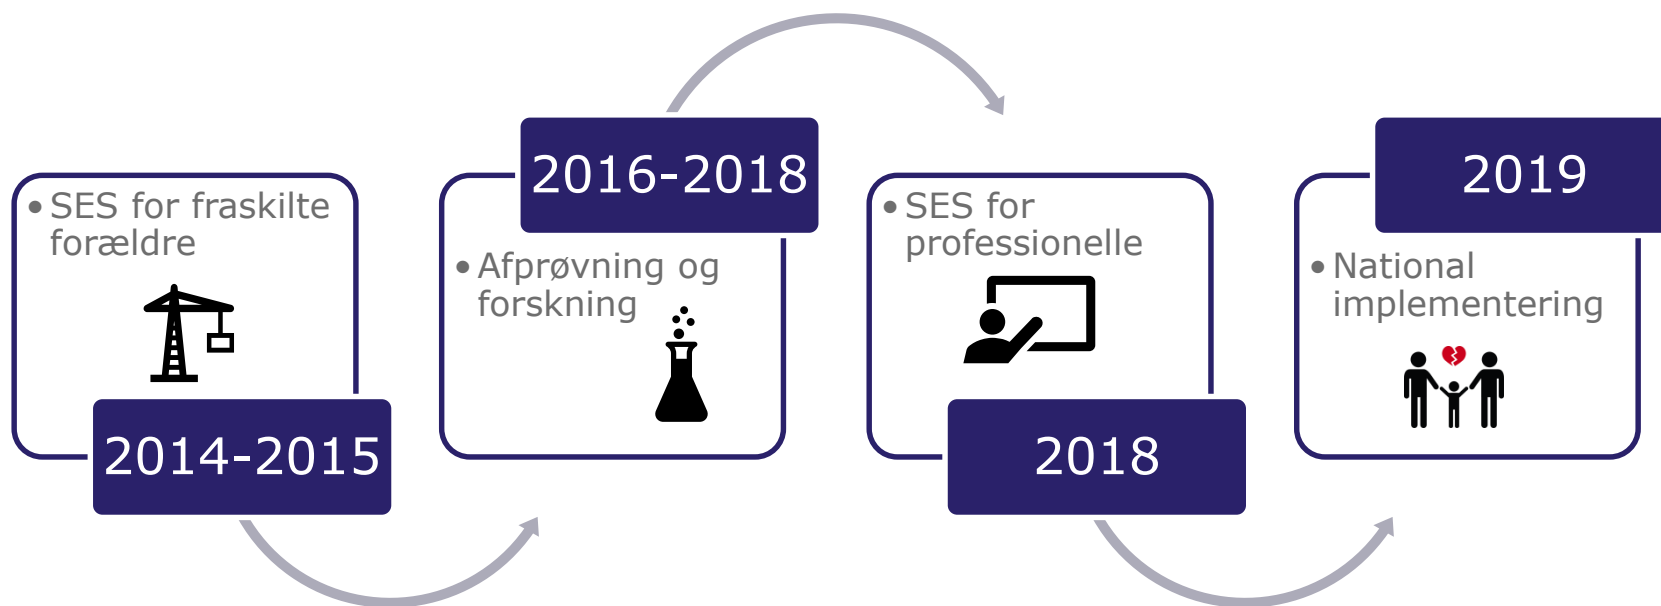 • SES for fraskilte
forældre
2014-2015
2016-2018
• Afprøvning og
forskning
• SES for
professionelle
2018
2019
• National
implementering